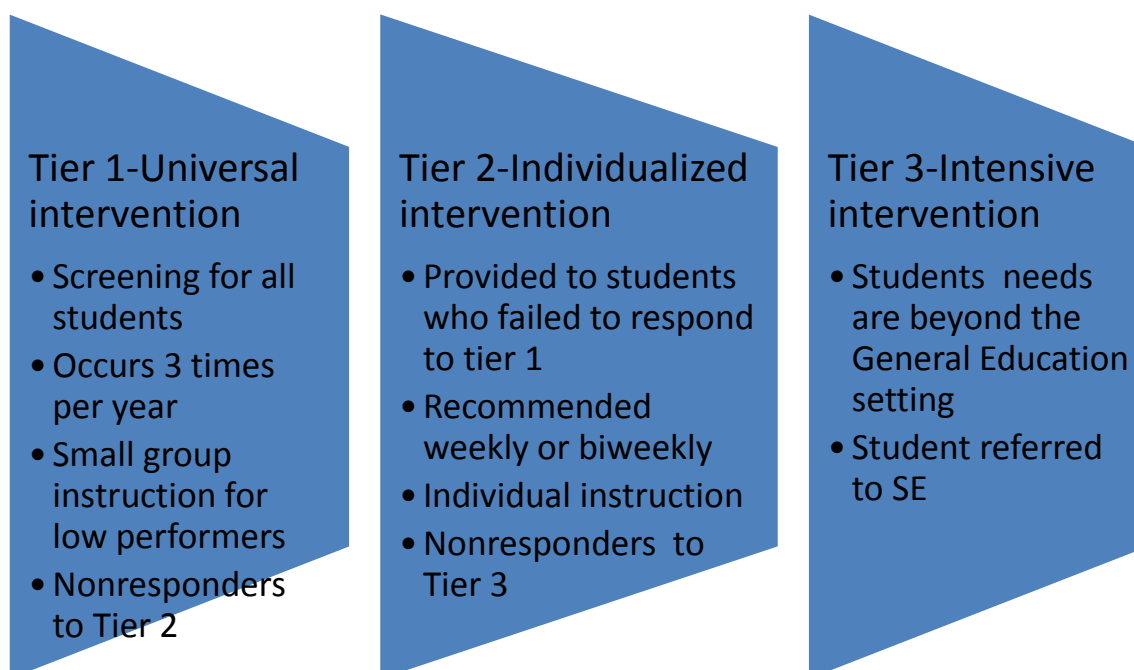 Tier 1-Universal
intervention
• Screening for all
students
• Occurs 3 times
per year
• Small group
instruction for
low performers
• Nonresponders
to Tier 2
Tier 2-Individualized
intervention
• Provided to students
who failed to respond
to tier 1
• Recommended
weekly or biweekly
• Individual instruction
• Nonresponders to
Tier 3
Tier 3-Intensive
intervention
• Students needs
are beyond the
General Education
setting
• Student referred
to SE